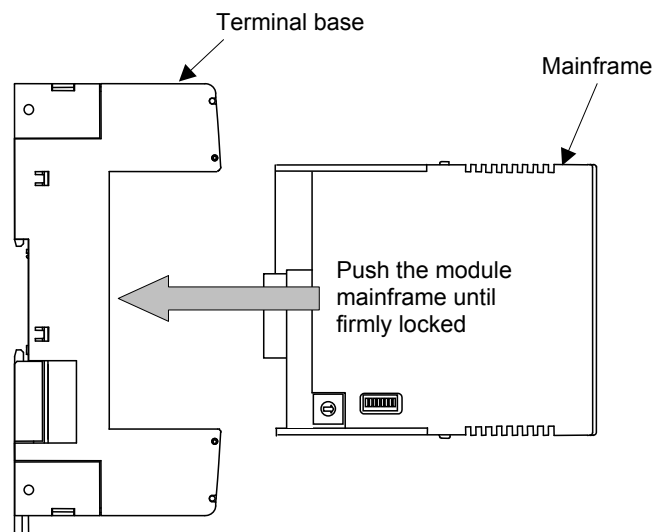 Terminal base
Mainframe
Push the module
mainframe until
firmly locked